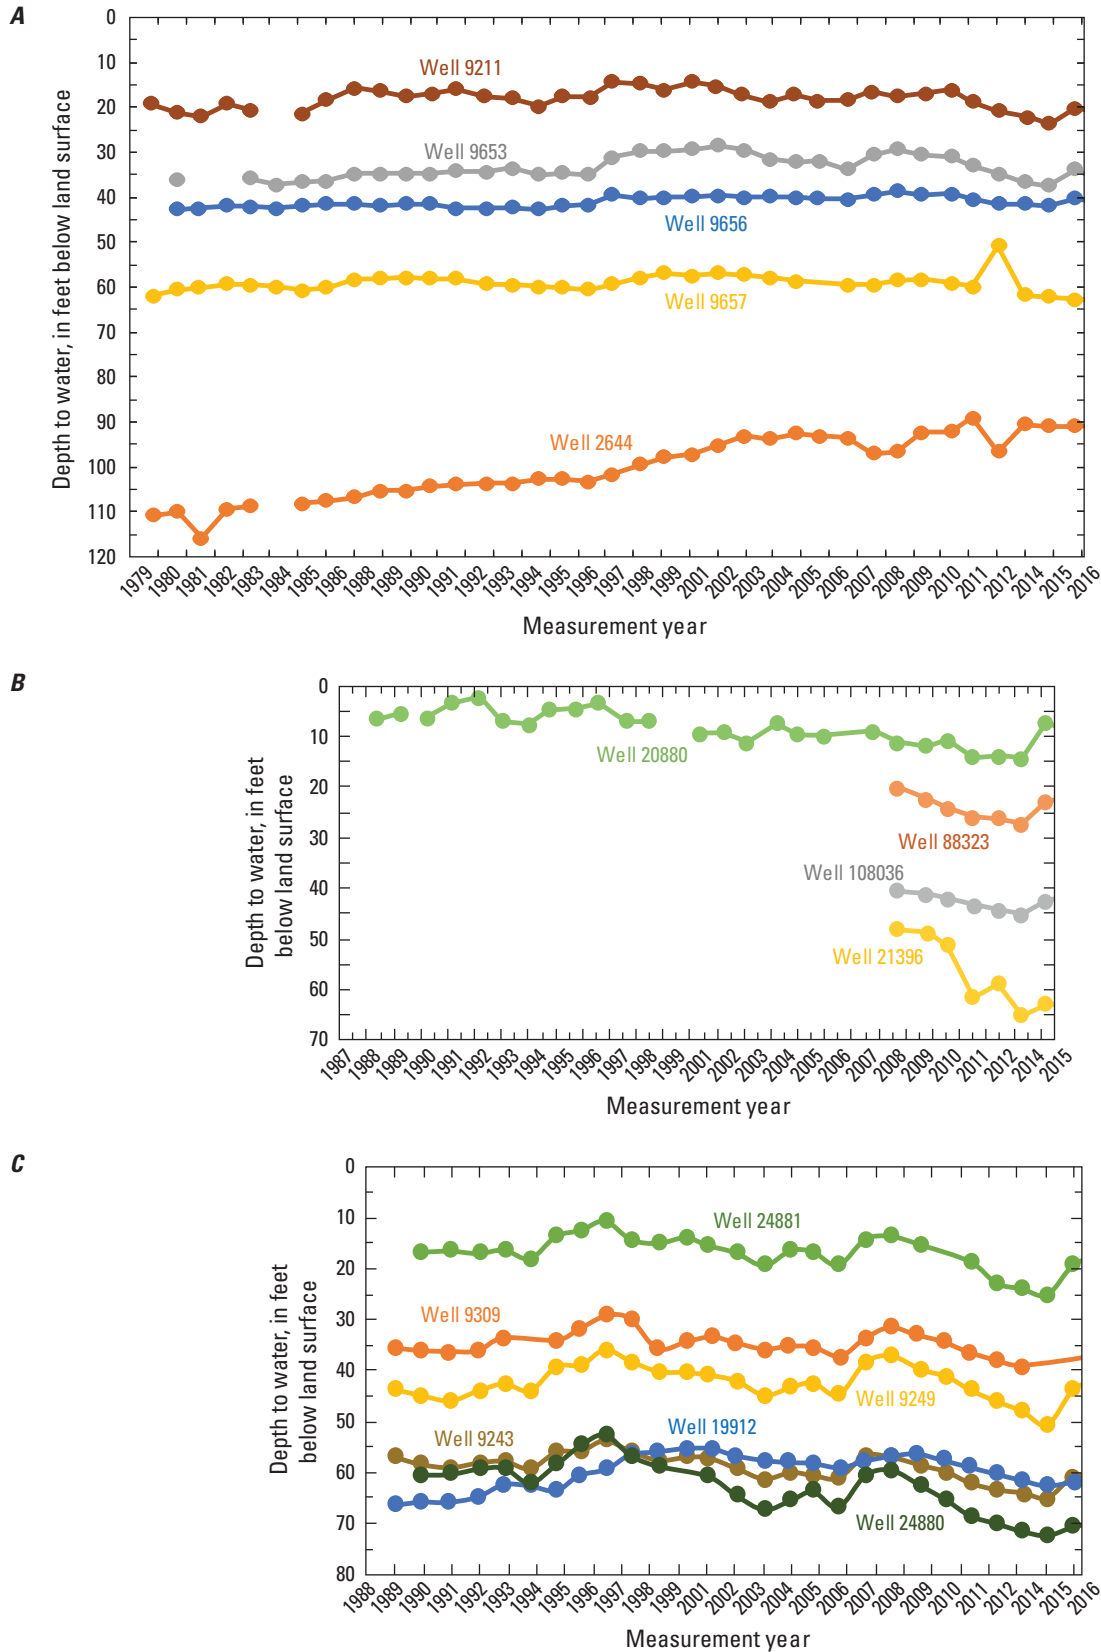 A
0
10
20
30
40
50
60
70
80
90
100
110
120
Depth to water, in feet below land surface
Well 9211
Well 9653
Well 9656
Well 9657
Well 2644
1979 1980 1981 1982 1983 1984 1985 1986 1988 1989 1990 1991 1992 1993 1994 1995 1996 1997 1998 1999 2001 2002 2003 2004 2005 2006 2007 2008 2009 2010 2011 2012 2014 2015 2016
Measurement year
B
0
10
20
30
40
50
60
70
Depth to water, in feet
below land surface
Well 20880
Well 88323
Well 108036
Well 21396
1987 1988 1989 1990 1991 1992 1993 1994 1995 1996 1997 1998 1999 2001 2002 2003 2004 2005 2006 2007 2008 2009 2010 2011 2012 2014 2015
Measurement year
C
0
10
20
30
40
50
60
70
80
Depth to water, in feet
below land surface
Well 24881
Well 9309
Well 9249
Well 19912
Well 9243
Well 24880
1988 1989 1990 1991 1992 1993 1994 1995 1996 1997 1998 1999 2001 2002 2003 2004 2005 2006 2007 2008 2009 2010 2011 2012 2014 2015 2016
Measurement year